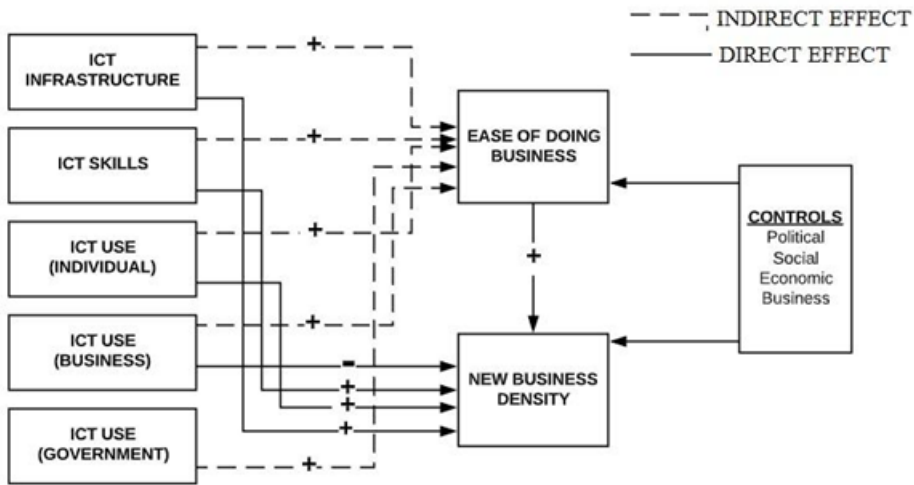 INDIRECT EFFECT
DIRECT EFFECT
ICT
INFRASTRUCTURE
ICT SKILLS
ICT USE
(INDIVIDUAL)
ICT USE
(BUSINESS)
ICT USE
(GOVERNMENT)
+
+
+
+
-
+
+
+
+
EASE OF DOING
BUSINESS
+
NEW BUSINESS
DENSITY
CONTROLS
Political
Social
Economic
Business